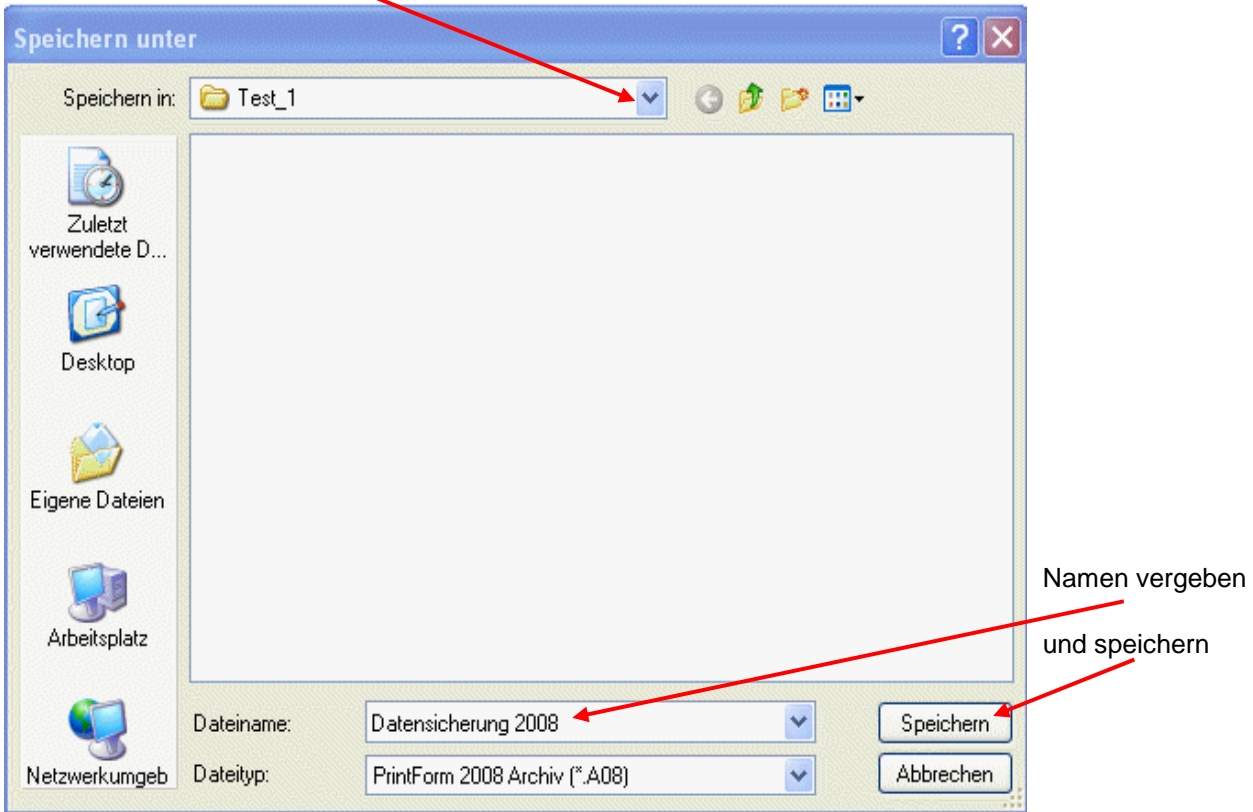 Speichern unter
Speichern in:
Test_1
Zuletzt
verwendete D...
Desktop
Eigene Dateien
Arbeitsplatz
Netzwerkumgeb
Namen vergeben
und speichern
Dateiname:
Datensicherung 2008
Speichern
Dateityp:
PrintForm 2008 Archiv (*.A08)
Abbrechen